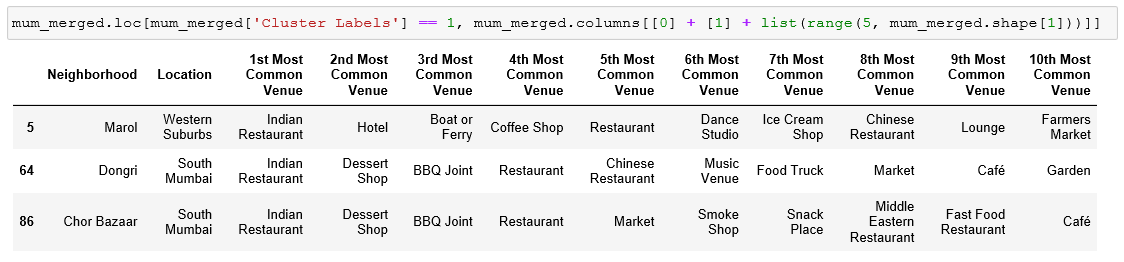 mum_merged.loc[mum_merged['Cluster Labels'] == 1, mum_merged.columns[[0] + [1] + list(range(5, mum_merged.shape[1]))]]
Neighborhood Location 1st Most Common Venue 2nd Most Common Venue 3rd Most Common Venue 4th Most Common Venue 5th Most Common Venue 6th Most Common Venue 7th Most Common Venue 8th Most Common Venue 9th Most Common Venue 10th Most Common Venue
5 Marol Western Suburbs Indian Restaurant Hotel Boat or Ferry Coffee Shop Restaurant Dance Studio Ice Cream Shop Chinese Restaurant Lounge Farmers Market
64 Dongri South Mumbai Indian Restaurant Dessert Shop BBQ Joint Restaurant Chinese Restaurant Music Venue Food Truck Market Café Garden
86 Chor Bazaar South Mumbai Indian Restaurant Dessert Shop BBQ Joint Restaurant Market Smoke Shop Snack Place Middle Eastern Restaurant Fast Food Restaurant Café